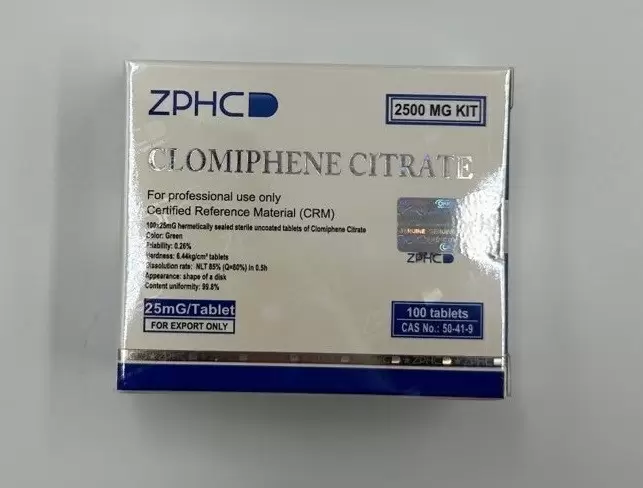 ZPHC
2500 MG KIT
CLOMIPHENE CITRATE
For professional use only
Certified Reference Material (CRM)
100x25mG hermetically sealed sterile uncoated tablets of Clomiphene Citrate
Color: Green
Friability: 0.26%
Hardness: 6.44kg/cm² tablets
Dissolution rate: NLT 85% (Q=80%) in 0.5h
Appearance: shape of a disk
Content uniformity: 99.8%
GENUINE
ZPHC
25mG/Tablet
FOR EXPORT ONLY
100 tablets
CAS No.: 50-41-9
ZPHC